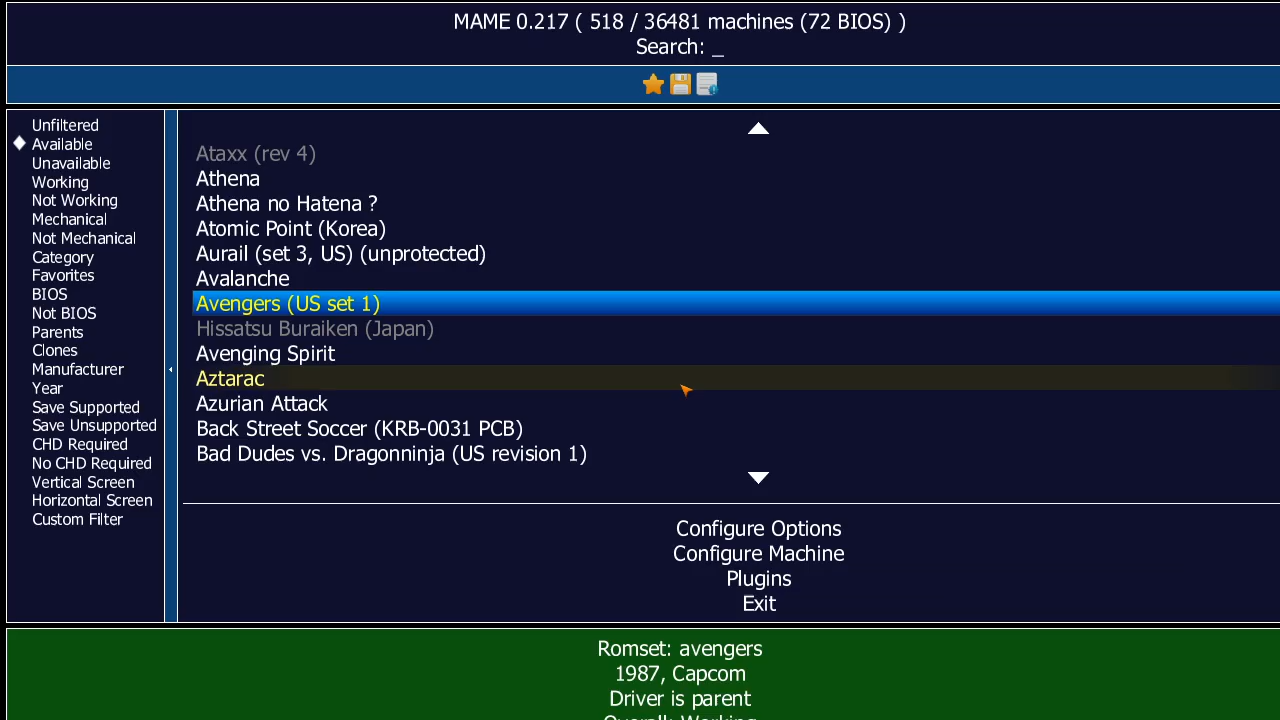 MAME 0.217 ( 518 / 36481 machines (72 BIOS) )
Search: _
Unfiltered
Available
Unavailable
Working
Not Working
Mechanical
Not Mechanical
Category
Favorites
BIOS
Not BIOS
Parents
Clones
Manufacturer
Year
Save Supported
Save Unsupported
CHD Required
No CHD Required
Vertical Screen
Horizontal Screen
Custom Filter
Ataxx (rev 4)
Athena
Athena no Hatena ?
Atomic Point (Korea)
Aurail (set 3, US) (unprotected)
Avalanche
Avengers (US set 1)
Hissatsu Buraiken (Japan)
Avenging Spirit
Aztarac
Azurian Attack
Back Street Soccer (KRB-0031 PCB)
Bad Dudes vs. Dragonninja (US revision 1)
Configure Options
Configure Machine
Plugins
Exit
Romset: avengers
1987, Capcom
Driver is parent
Overall: Working